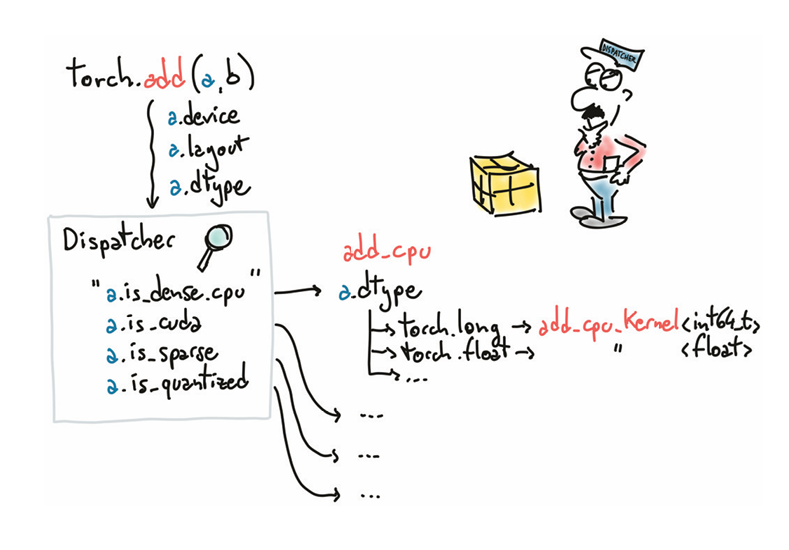 torch.add(a,b)
a.device
a.layout
a.dtype
DISPATCHER
Dispatcher
"a.is_dense.cpu"
a.is_cuda
a.is_sparse
a.is_quantized
add_cpu
a.dtype
torch.long → add_cpu_Kernel<int64_t>
torch.float → " <float>
...
...
...
...